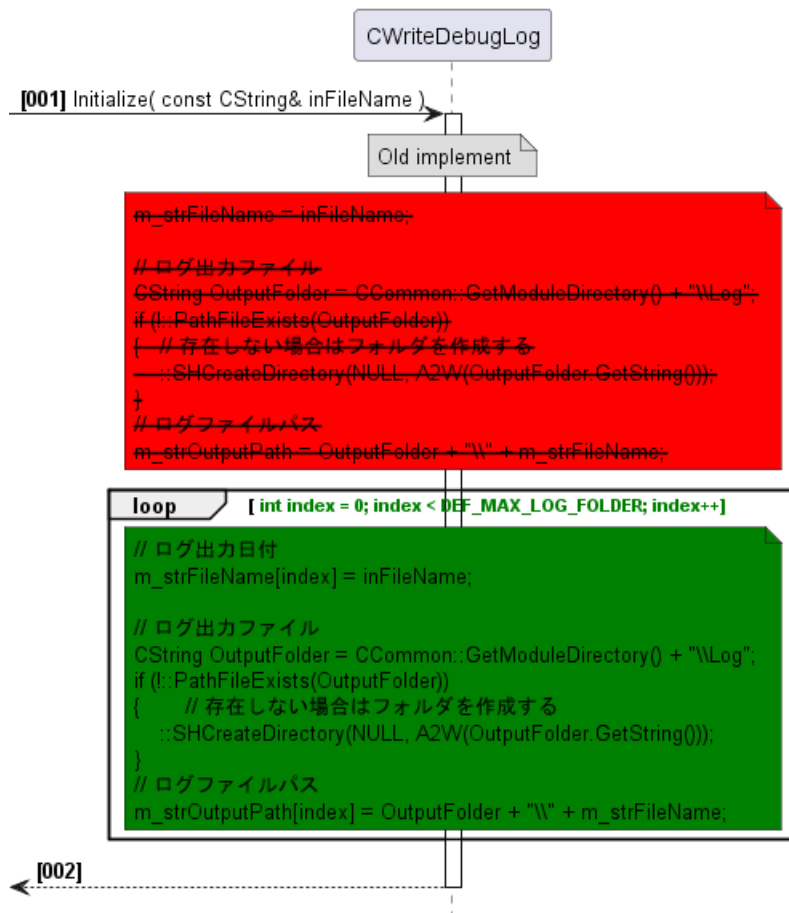 CWriteDebugLog
[001] Initialize( const CString& inFileName )
Old implement
m_strFileName = inFileName;
// ログ出力ファイル
CString OutputFolder = CCommon::GetModuleDirectory() + "\\Log";
if (!::PathFileExists(OutputFolder))
{ // 存在しない場合はフォルダを作成する
::SHCreateDirectory(NULL, A2W(OutputFolder.GetString()));
}
// ログファイルパス
m_strOutputPath = OutputFolder + "\\" + m_strFileName;
loop [ int index = 0; index < DEF_MAX_LOG_FOLDER; index++]
// ログ出力日付
m_strFileName[index] = inFileName;
// ログ出力ファイル
CString OutputFolder = CCommon::GetModuleDirectory() + "\\Log";
if (!::PathFileExists(OutputFolder))
{ // 存在しない場合はフォルダを作成する
::SHCreateDirectory(NULL, A2W(OutputFolder.GetString()));
}
// ログファイルパス
m_strOutputPath[index] = OutputFolder + "\\" + m_strFileName;
[002]